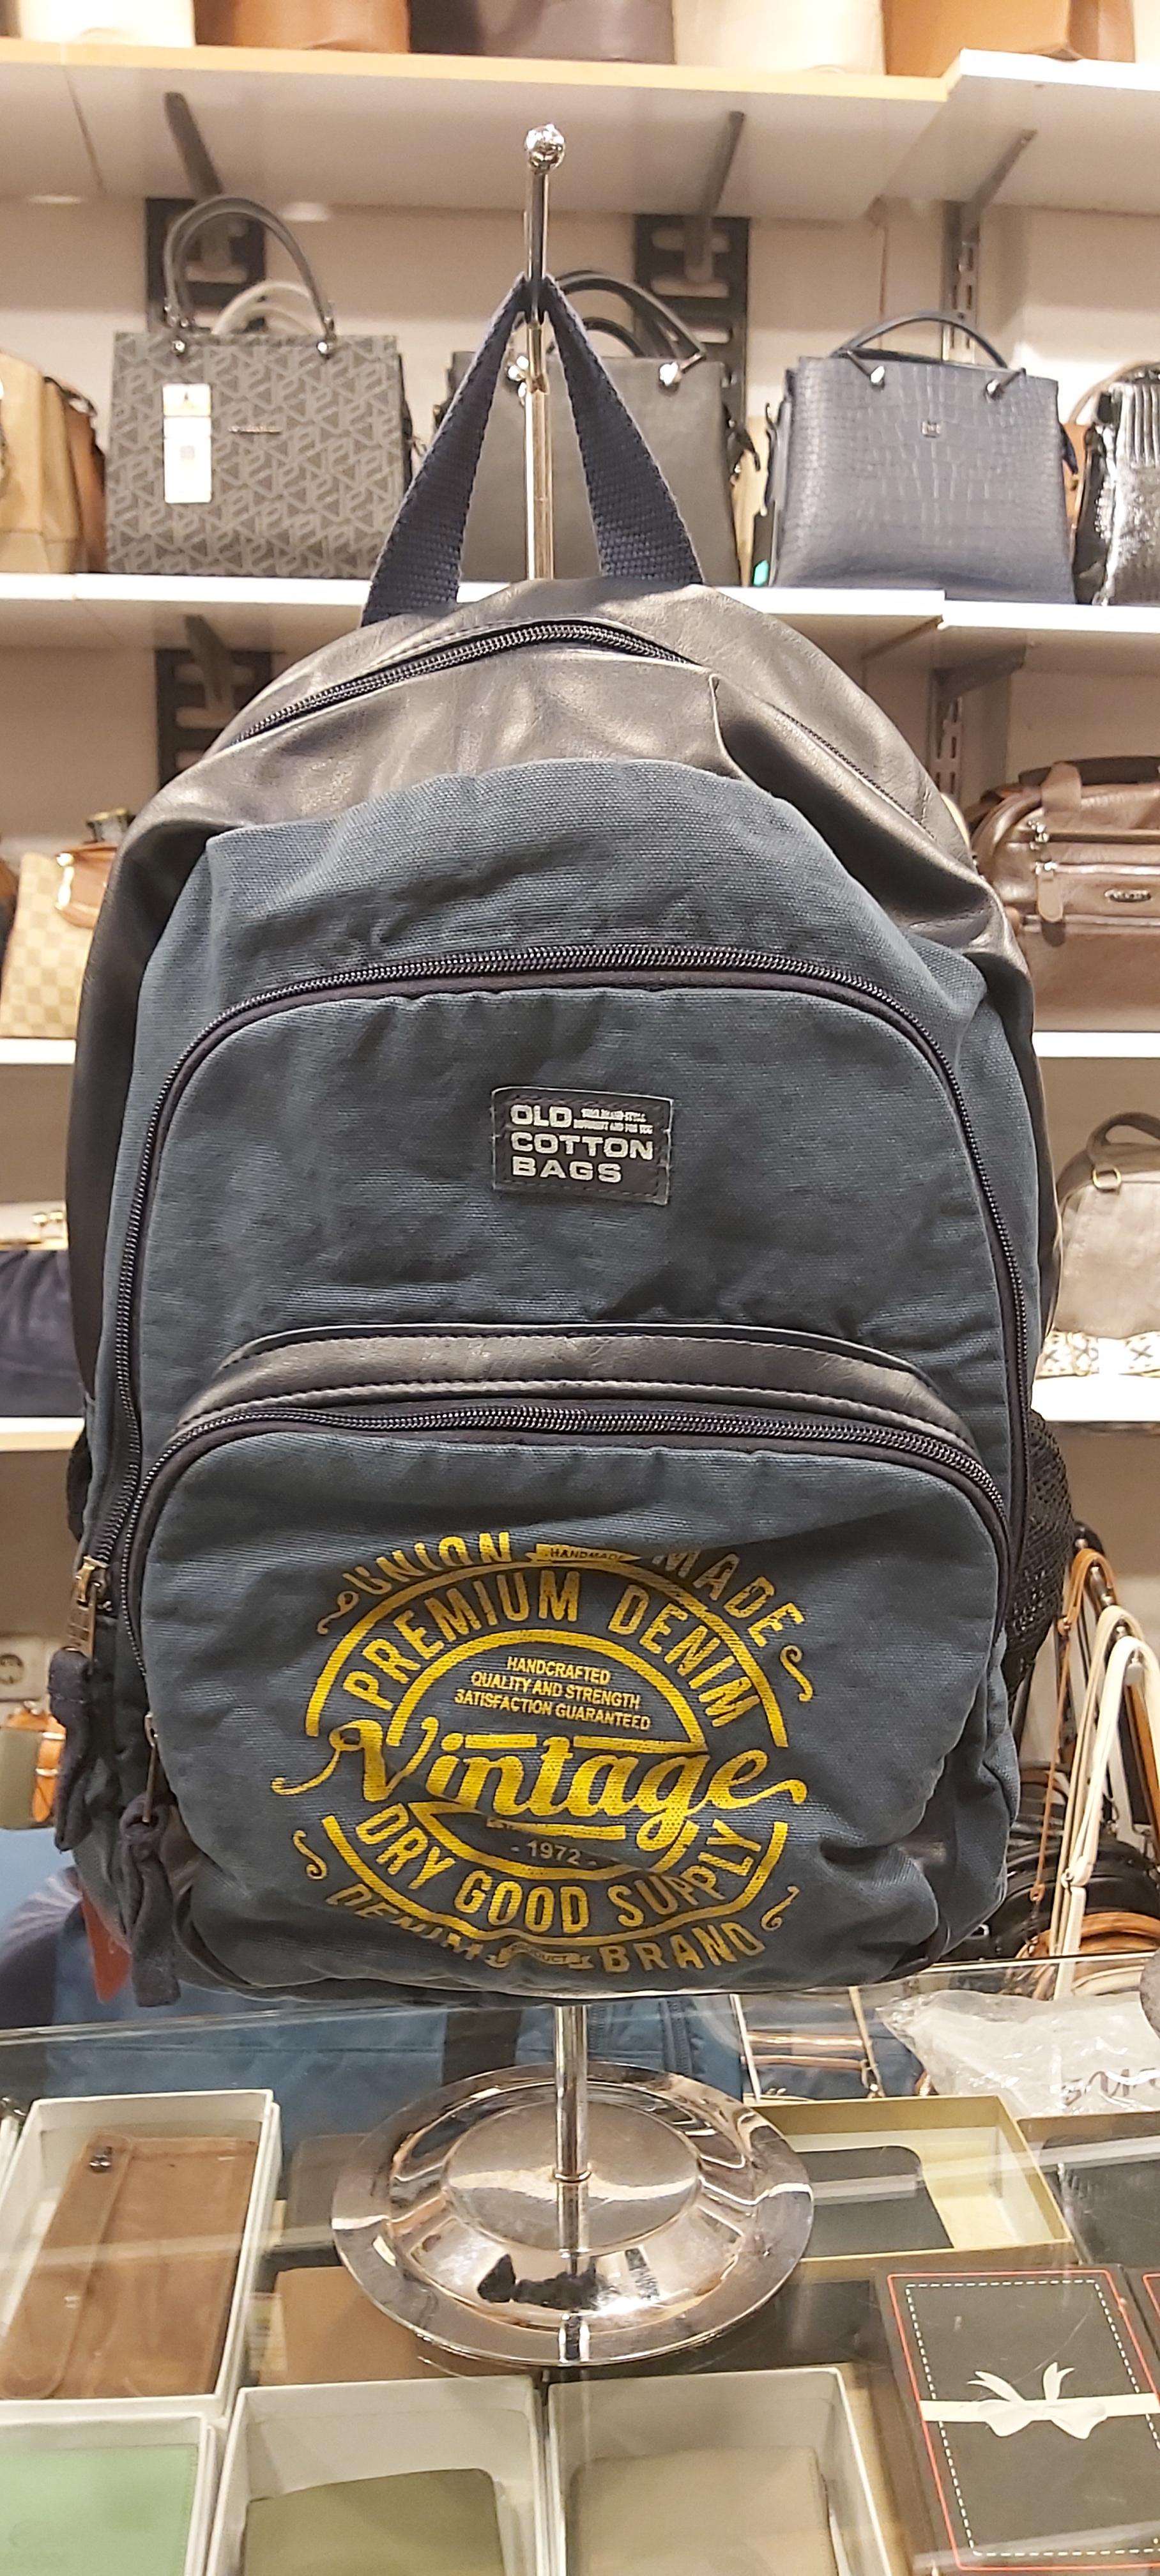 OLD
COTTON
BAGS
UNION HANDMADE MADE
PREMIUM DENIM
HANDCRAFTED
QUALITY AND STRENGTH
SATISFACTION GUARANTEED
Vintage
- 1972 -
DRY GOOD SUPPLY
DENIM BRAND